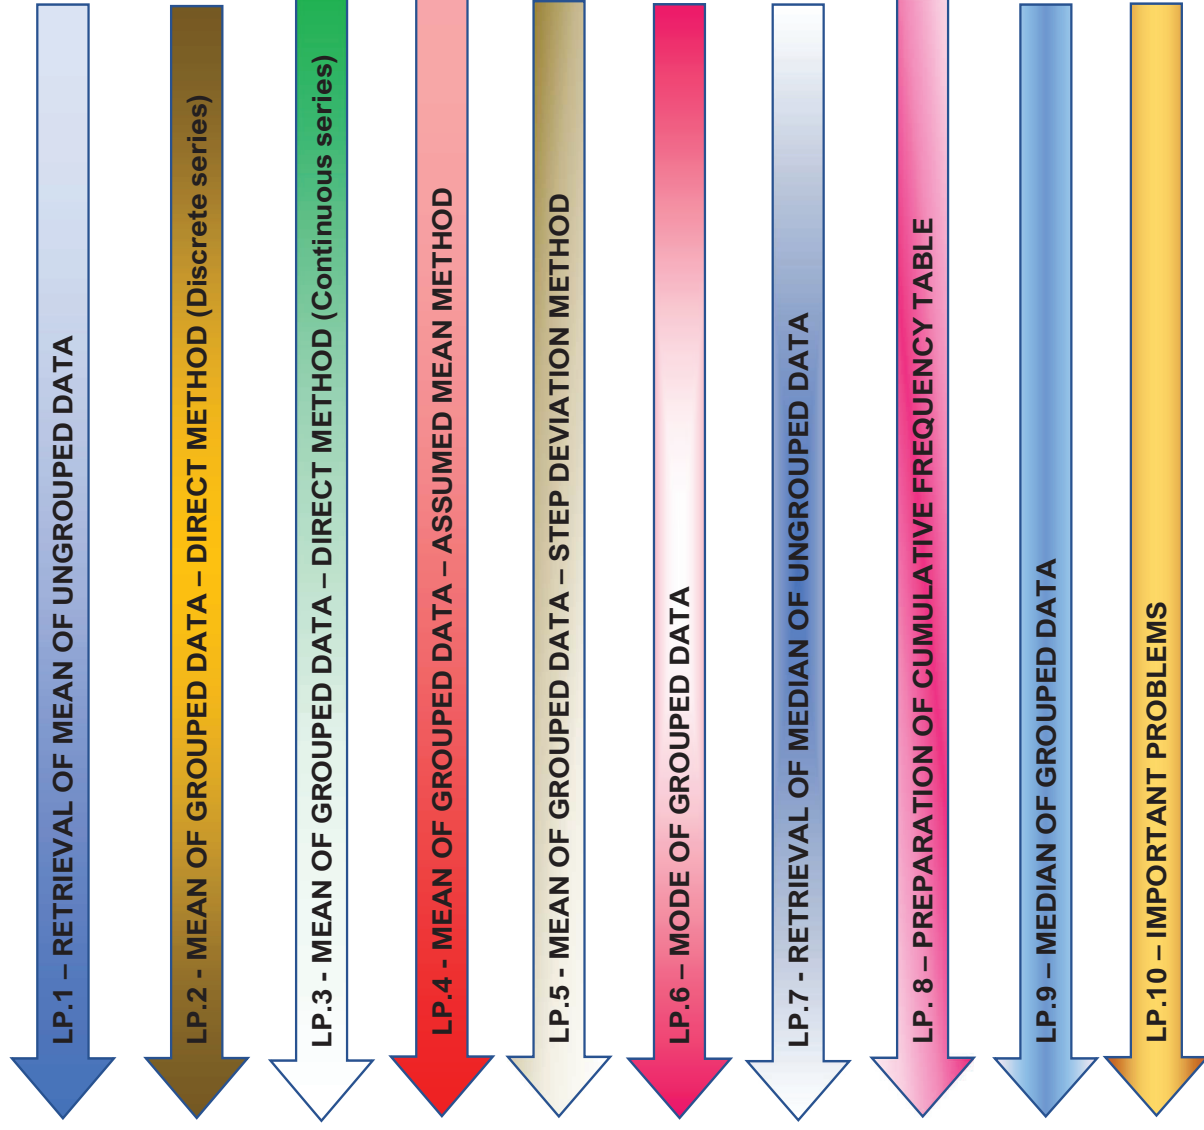 LP.1 – RETRIEVAL OF MEAN OF UNGROUPED DATA
LP.2 - MEAN OF GROUPED DATA – DIRECT METHOD (Discrete series)
LP.3 - MEAN OF GROUPED DATA – DIRECT METHOD (Continuous series)
LP.4 - MEAN OF GROUPED DATA – ASSUMED MEAN METHOD
LP.5 - MEAN OF GROUPED DATA – STEP DEVIATION METHOD
LP.6 – MODE OF GROUPED DATA
LP.7 - RETRIEVAL OF MEDIAN OF UNGROUPED DATA
LP. 8 – PREPARATION OF CUMULATIVE FREQUENCY TABLE
LP.9 – MEDIAN OF GROUPED DATA
LP.10 – IMPORTANT PROBLEMS